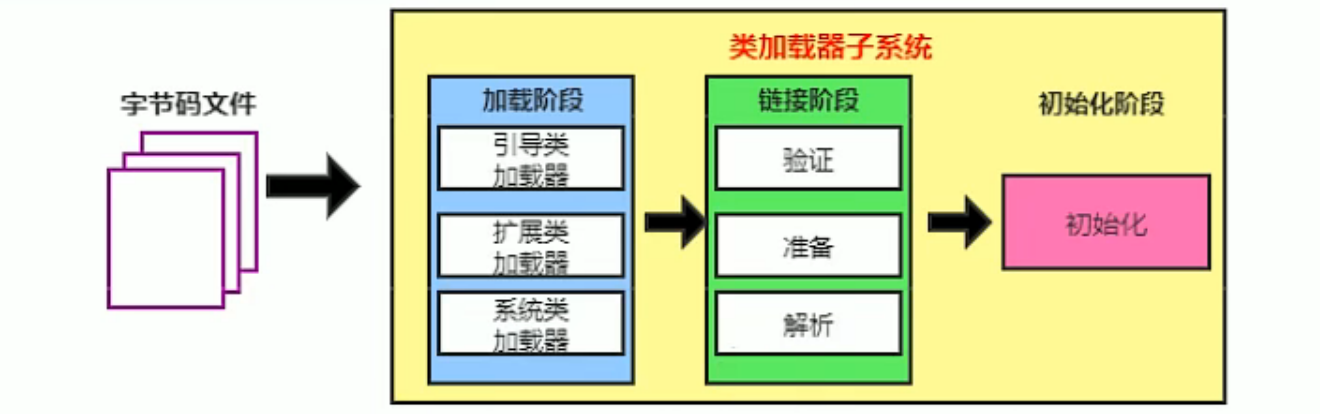 类加载器子系统
字节码文件
加载阶段
引导类
加载器
扩展类
加载器
系统类
加载器
链接阶段
验证
准备
解析
初始化阶段
初始化